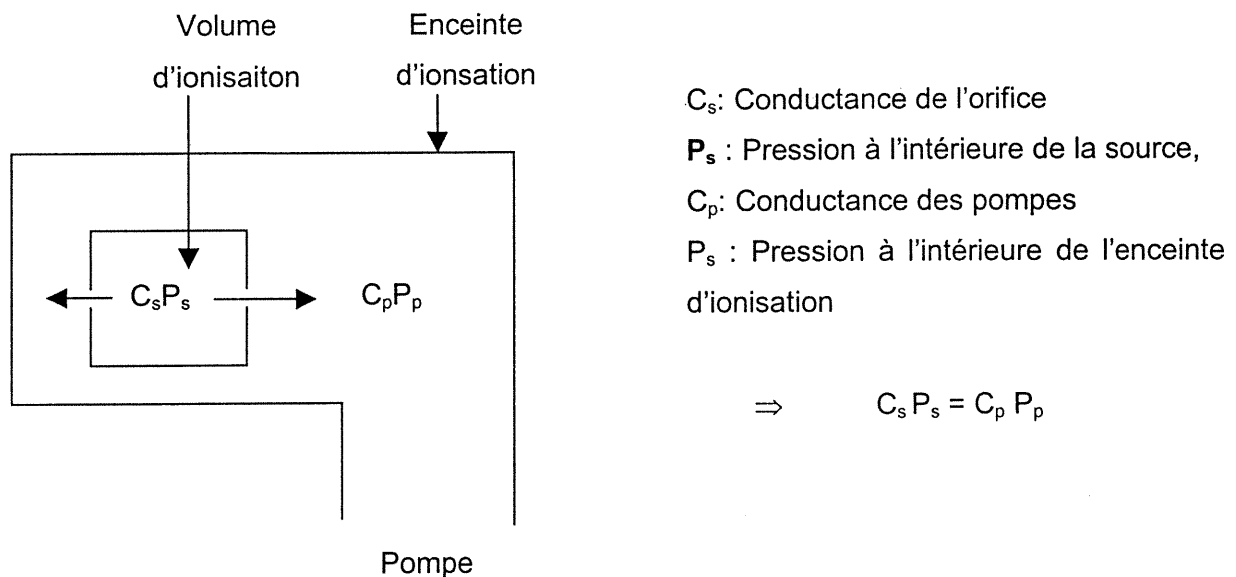 Volume
d'ionisaiton
Enceinte
d'ionsation
CₛPₛ
CₚPₚ
Pompe
Cₛ: Conductance de l'orifice
Pₛ : Pression à l'intérieure de la source,
Cₚ: Conductance des pompes
Pₛ : Pression à l'intérieure de l'enceinte
d'ionisation
⇒ Cₛ Pₛ = Cₚ Pₚ